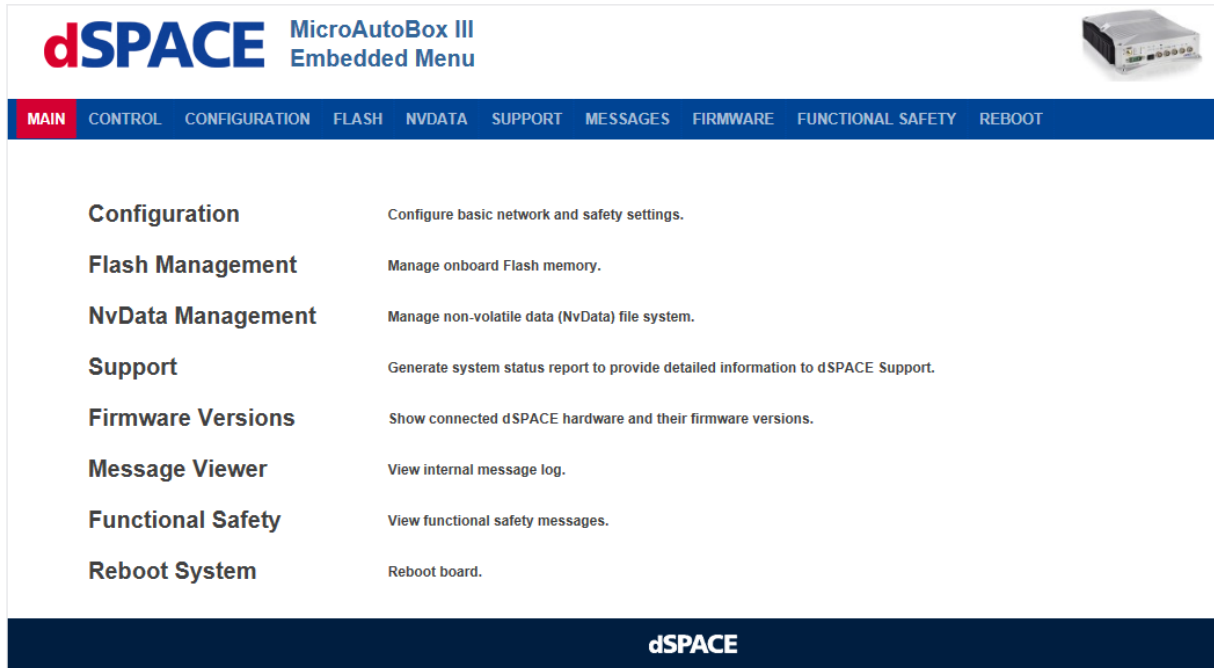 dSPACE
MicroAutoBox III
Embedded Menu
MAIN CONTROL CONFIGURATION FLASH NVDATA SUPPORT MESSAGES FIRMWARE FUNCTIONAL SAFETY REBOOT
Configuration Configure basic network and safety settings.
Flash Management Manage onboard Flash memory.
NvData Management Manage non-volatile data (NvData) file system.
Support Generate system status report to provide detailed information to dSPACE Support.
Firmware Versions Show connected dSPACE hardware and their firmware versions.
Message Viewer View internal message log.
Functional Safety View functional safety messages.
Reboot System Reboot board.
dSPACE